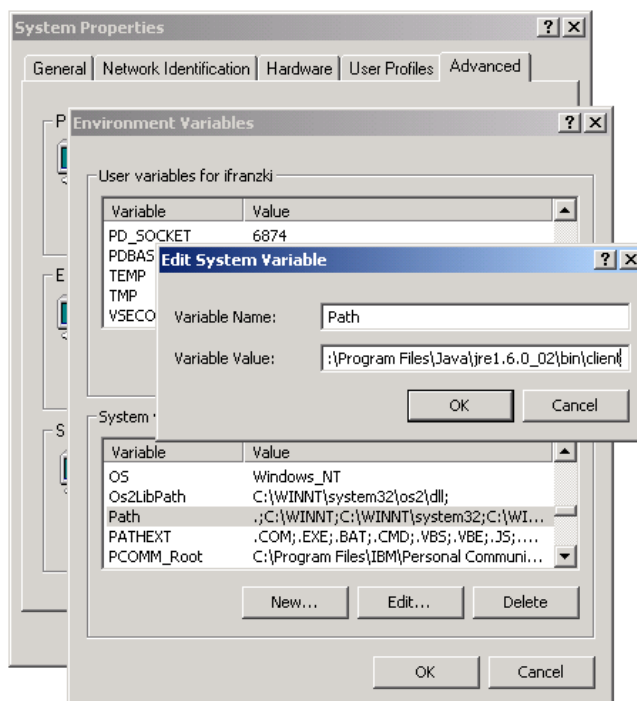 System Properties
General Network Identification Hardware User Profiles Advanced
P
Environment Variables
User variables for ifranzki
Variable Value
PD_SOCKET 6874
PDBAS
TEMP
TMP
VSECO
Edit System Variable
Variable Name: Path
Variable Value: :\Program Files\Java\jre1.6.0_02\bin\client
OK Cancel
E
S
System
Variable Value
OS Windows_NT
Os2LibPath C:\WINNT\system32\os2\dll;
Path .;C:\WINNT;C:\WINNT\system32;C:\WI...
PATHEXT .COM;.EXE;.BAT;.CMD;.VBS;.VBE;.JS;....
PCOMM_Root C:\Program Files\IBM\Personal Communi...
New... Edit... Delete
OK Cancel